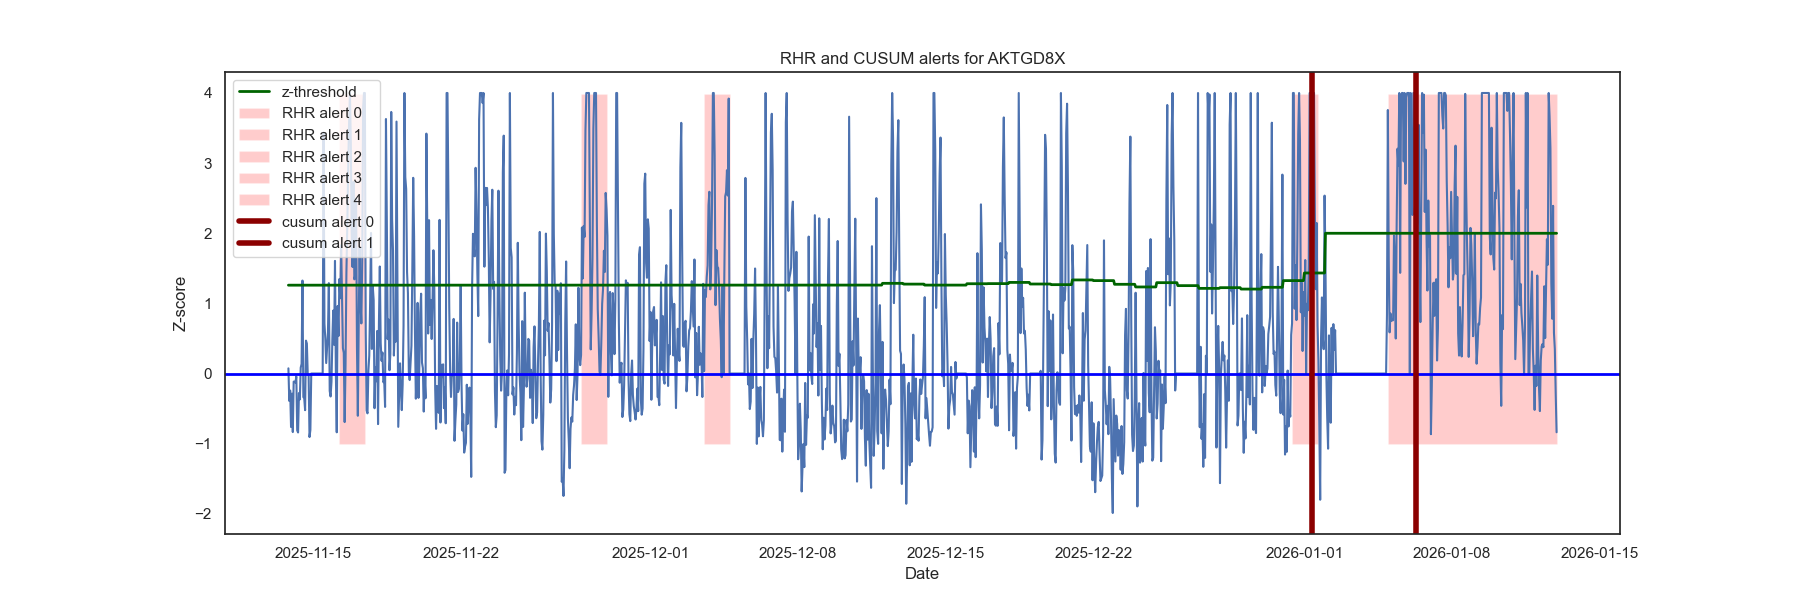 RHR and CUSUM alerts for AKTGD8X
4
3
2
1
0
−1
−2
Z-score
z-threshold
RHR alert 0
RHR alert 1
RHR alert 2
RHR alert 3
RHR alert 4
cusum alert 0
cusum alert 1
2025-11-15 2025-11-22 2025-12-01 2025-12-08 2025-12-15 2025-12-22 2026-01-01 2026-01-08 2026-01-15
Date